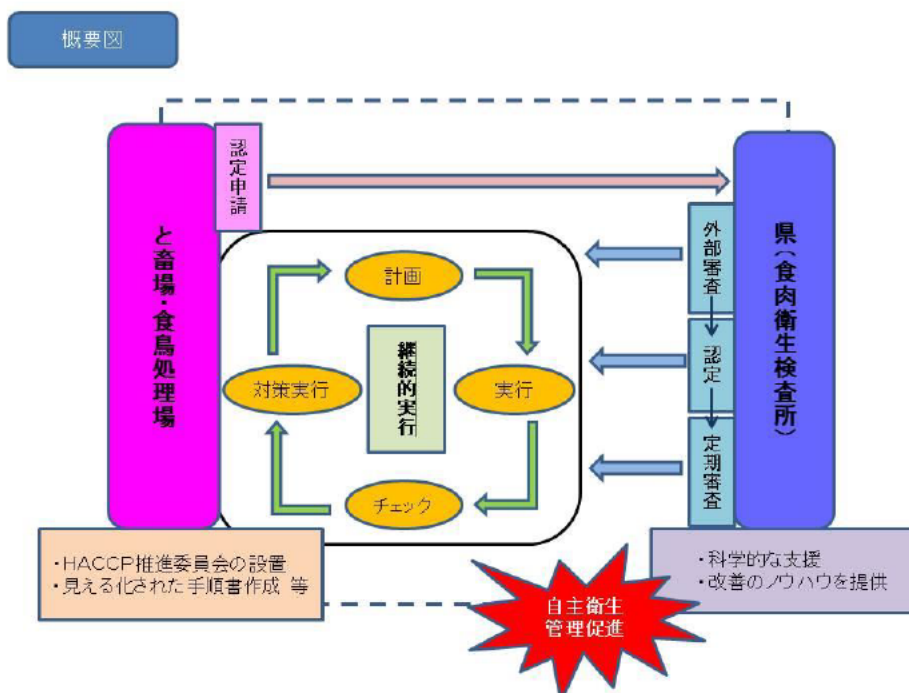 概要図
認定申請
と畜場・食鳥処理場
県（食肉衛生検査所）
外部審査
認定
定期審査
計画
実行
チェック
対策実行
継続的実行
・HACCP推進委員会の設置
・見える化された手順書作成 等
・科学的な支援
・改善のノウハウを提供
自主衛生
管理促進